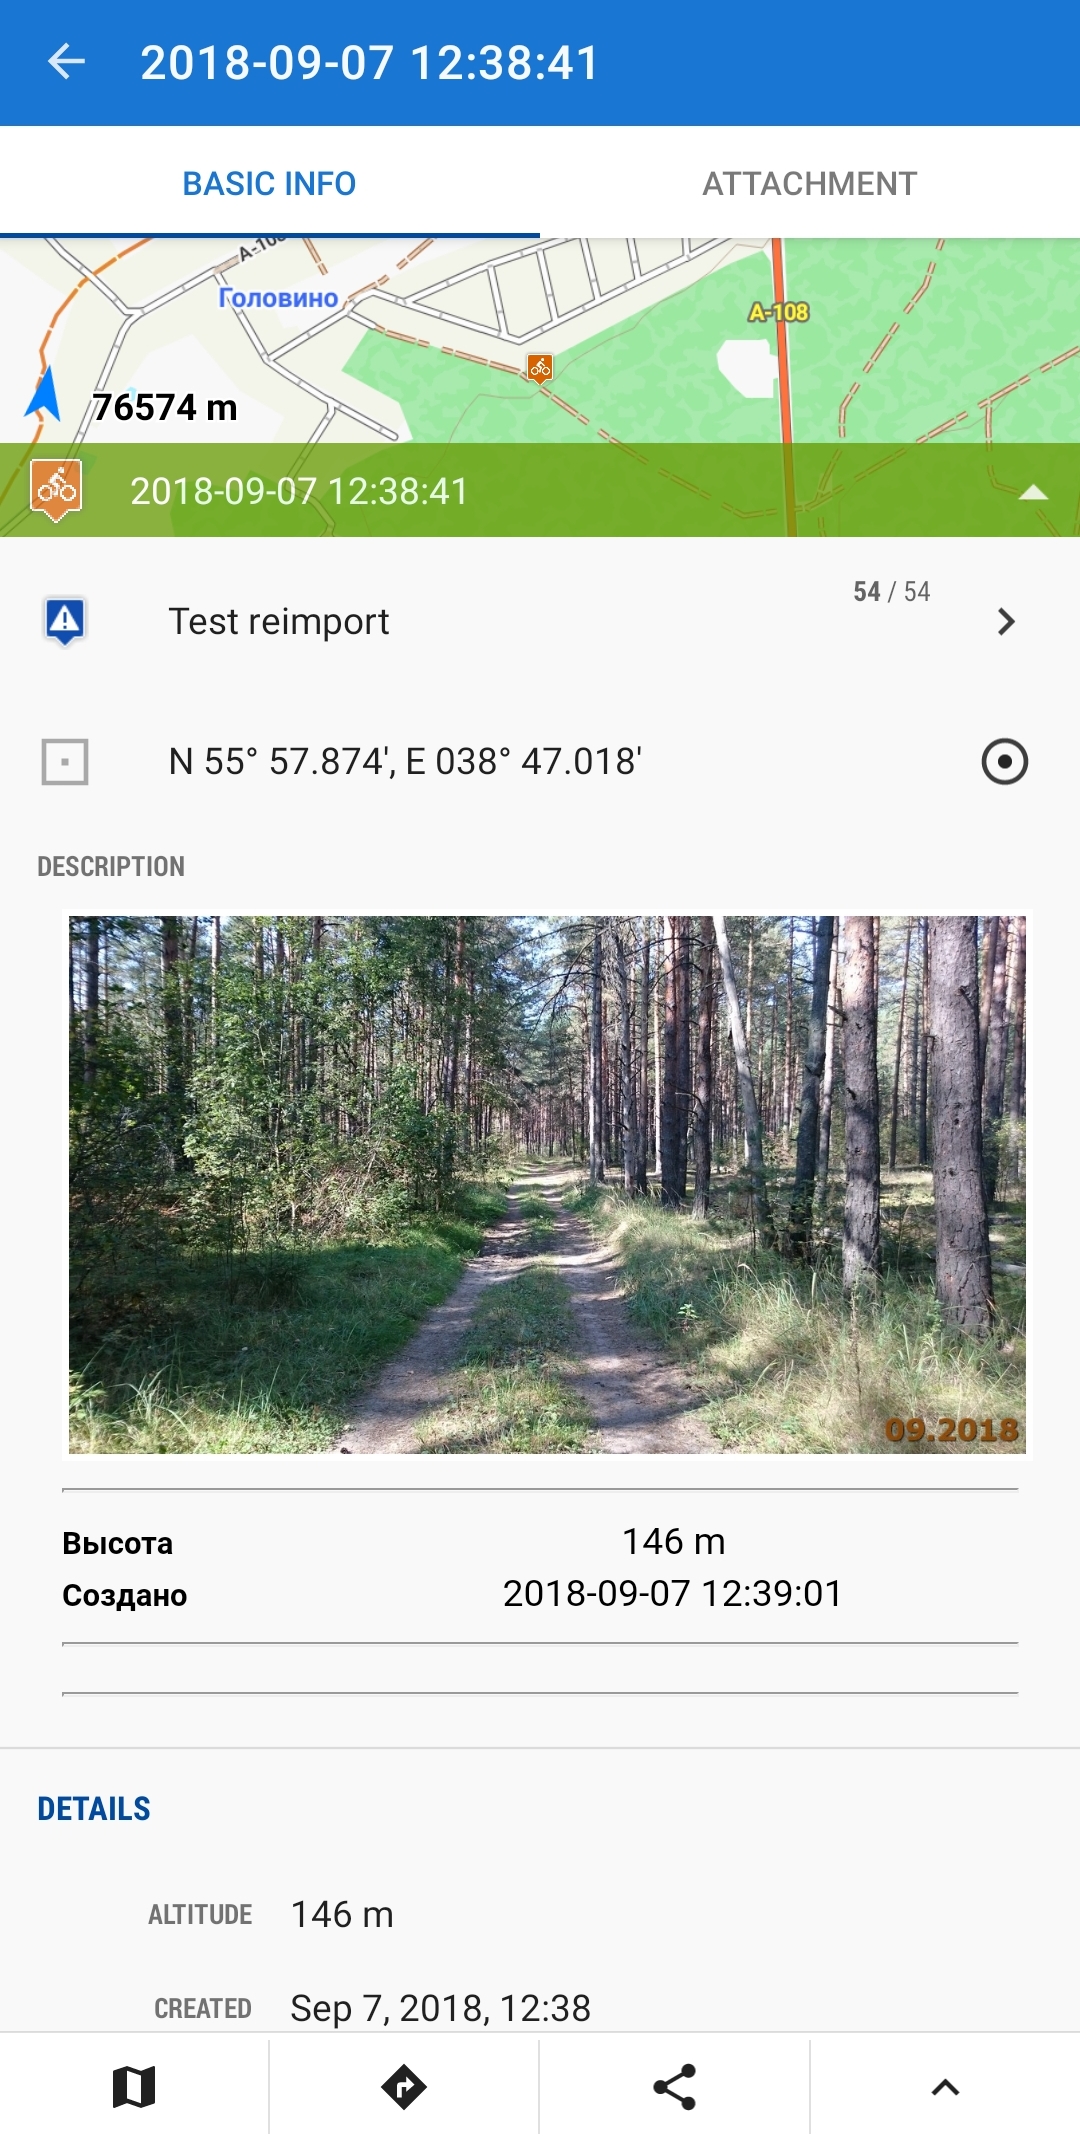 2018-09-07 12:38:41
BASIC INFO
ATTACHMENT
A-108
Головино
A-108
76574 m
2018-09-07 12:38:41
54 / 54
Test reimport
N 55° 57.874', E 038° 47.018'
DESCRIPTION
09.2018
Высота 146 m
Создано 2018-09-07 12:39:01
DETAILS
ALTITUDE 146 m
CREATED Sep 7, 2018, 12:38